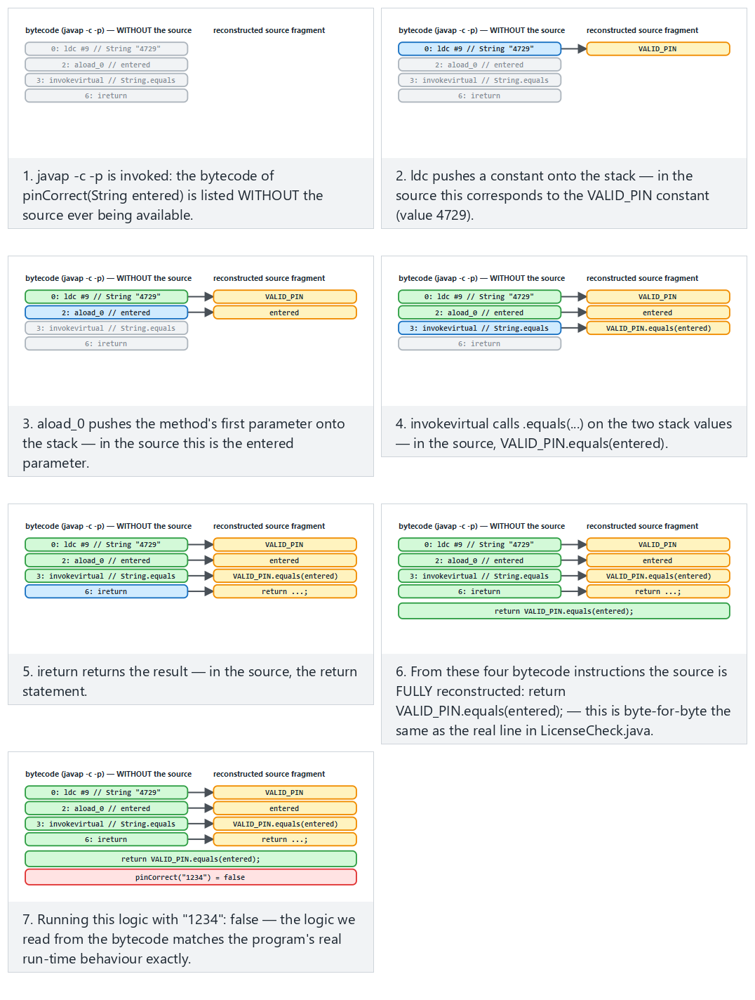 bytecode (javap -c -p) — WITHOUT the source
reconstructed source fragment
0: ldc #9 // String "4729"
2: aload_0 // entered
3: invokevirtual // String.equals
6: ireturn
1. javap -c -p is invoked: the bytecode of
pinCorrect(String entered) is listed WITHOUT the
source ever being available.
bytecode (javap -c -p) — WITHOUT the source
reconstructed source fragment
0: ldc #9 // String "4729"
VALID_PIN
2: aload_0 // entered
3: invokevirtual // String.equals
6: ireturn
2. ldc pushes a constant onto the stack — in the
source this corresponds to the VALID_PIN constant
(value 4729).
bytecode (javap -c -p) — WITHOUT the source
reconstructed source fragment
0: ldc #9 // String "4729"
VALID_PIN
2: aload_0 // entered
entered
3: invokevirtual // String.equals
6: ireturn
3. aload_0 pushes the method's first parameter onto
the stack — in the source this is the entered
parameter.
bytecode (javap -c -p) — WITHOUT the source
reconstructed source fragment
0: ldc #9 // String "4729"
VALID_PIN
2: aload_0 // entered
entered
3: invokevirtual // String.equals
VALID_PIN.equals(entered)
6: ireturn
4. invokevirtual calls .equals(...) on the two stack values
— in the source, VALID_PIN.equals(entered).
bytecode (javap -c -p) — WITHOUT the source
reconstructed source fragment
0: ldc #9 // String "4729"
VALID_PIN
2: aload_0 // entered
entered
3: invokevirtual // String.equals
VALID_PIN.equals(entered)
6: ireturn
return ...;
5. ireturn returns the result — in the source, the return
statement.
bytecode (javap -c -p) — WITHOUT the source
reconstructed source fragment
0: ldc #9 // String "4729"
VALID_PIN
2: aload_0 // entered
entered
3: invokevirtual // String.equals
VALID_PIN.equals(entered)
6: ireturn
return ...;
return VALID_PIN.equals(entered);
6. From these four bytecode instructions the source is
FULLY reconstructed: return
VALID_PIN.equals(entered); — this is byte-for-byte the
same as the real line in LicenseCheck.java.
bytecode (javap -c -p) — WITHOUT the source
reconstructed source fragment
0: ldc #9 // String "4729"
VALID_PIN
2: aload_0 // entered
entered
3: invokevirtual // String.equals
VALID_PIN.equals(entered)
6: ireturn
return ...;
return VALID_PIN.equals(entered);
pinCorrect("1234") = false
7. Running this logic with "1234": false — the logic we
read from the bytecode matches the program's real
run-time behaviour exactly.